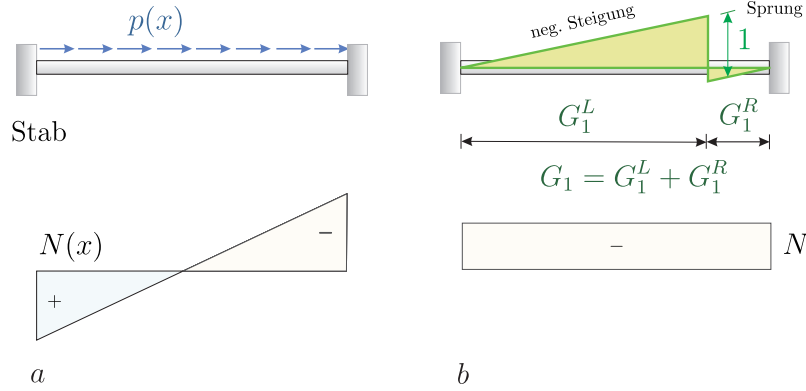 p(x)
Stab
N(x)
+
−
a
neg. Steigung
Sprung
1
G_1^L
G_1^R
G_1 = G_1^L + G_1^R
−
N
b